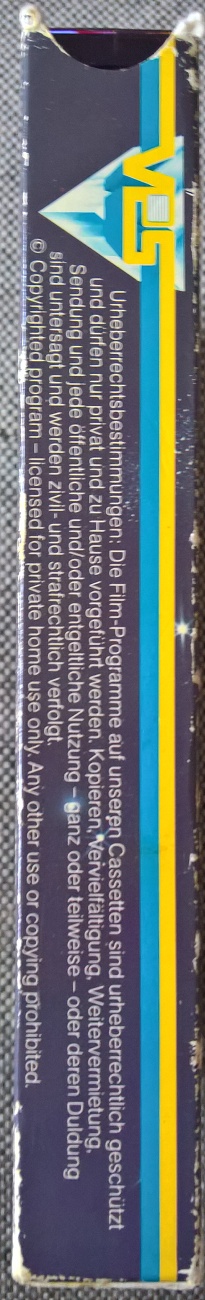 VPS
Urheberrechtsbestimmungen: Die Film-Programme auf unseren Cassetten sind urheberrechtlich geschützt
und dürfen nur privat und zu Hause vorgeführt werden. Kopieren, Vervielfältigung, Weitervermietung,
Sendung und jede öffentliche und/oder entgeltliche Nutzung – ganz oder teilweise – oder deren Duldung
sind untersagt und werden zivil- und strafrechtlich verfolgt.
© Copyrighted program – licensed for private home use only. Any other use or copying prohibited.